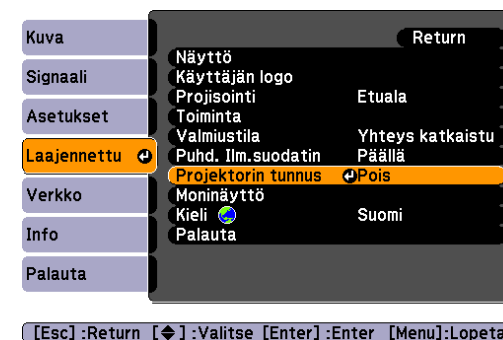 Kuva
Signaali
Asetukset
Laajennettu
Verkko
Info
Palauta
Return
Näyttö
Käyttäjän logo
Projisointi Etuala
Toiminta
Valmiustila Yhteys katkaistu
Puhd. Ilm.suodatin Päällä
Projektorin tunnus Pois
Moninäyttö
Kieli Suomi
Palauta
[Esc] :Return [◆] :Valitse [Enter] :Enter [Menu]:Lopeta